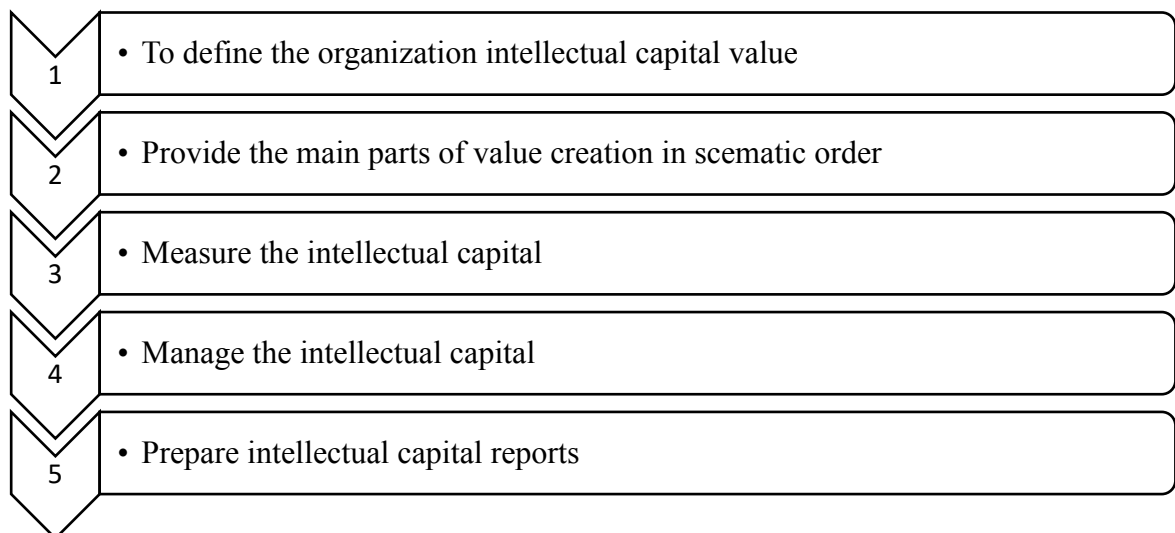 1
• To define the organization intellectual capital value
2
• Provide the main parts of value creation in scematic order
3
• Measure the intellectual capital
4
• Manage the intellectual capital
5
• Prepare intellectual capital reports